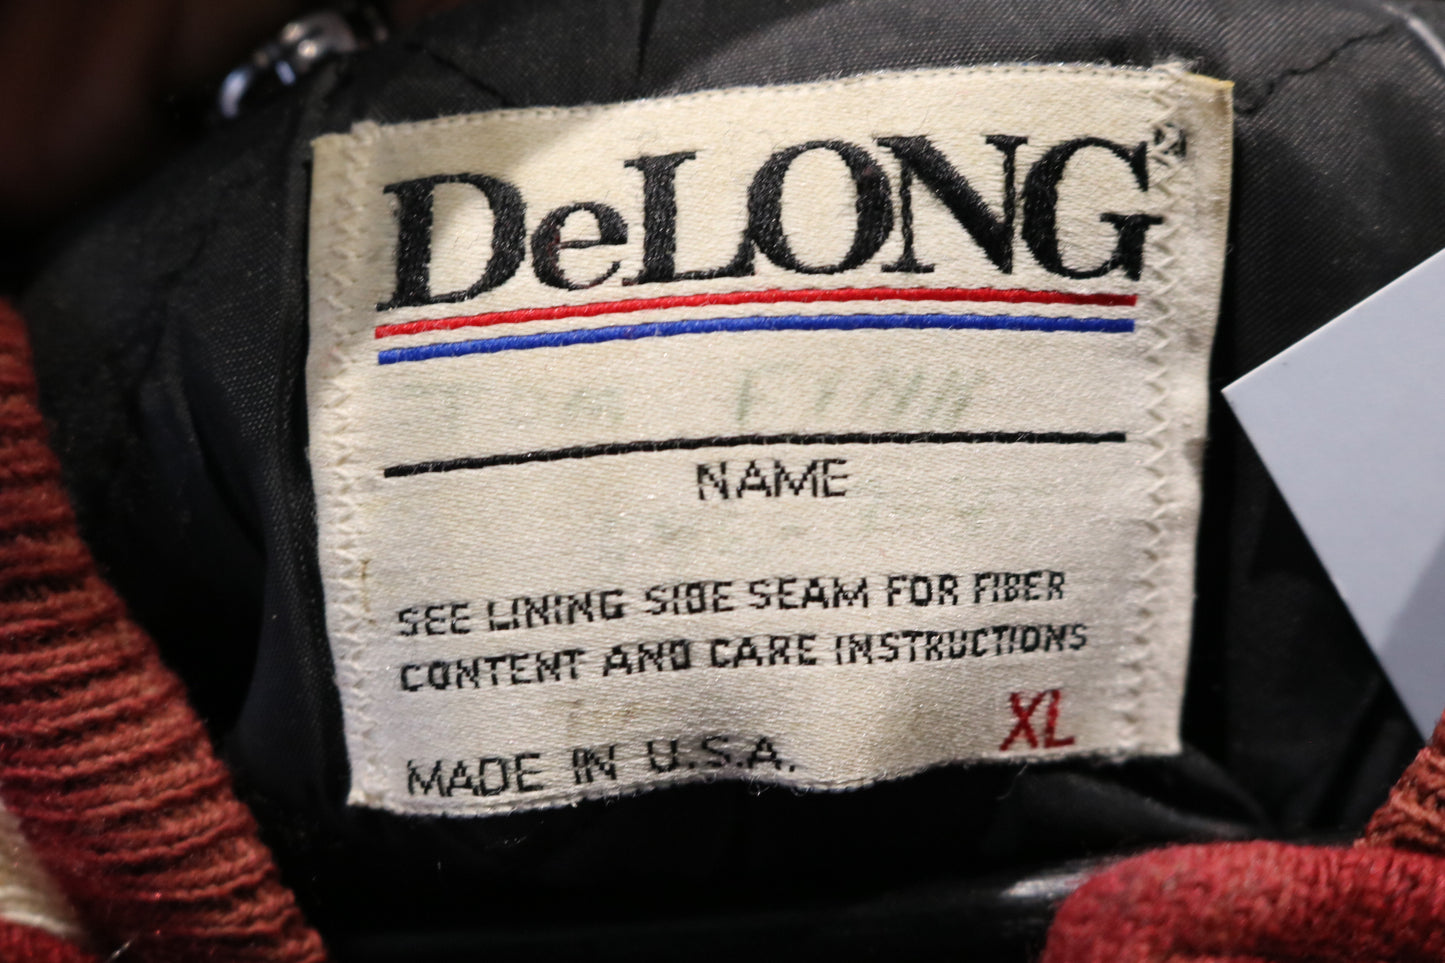 DeLONG
NAME
SEE LINING SIDE SEAM FOR FIBER
CONTENT AND CARE INSTRUCTIONS
XL
MADE IN U.S.A.